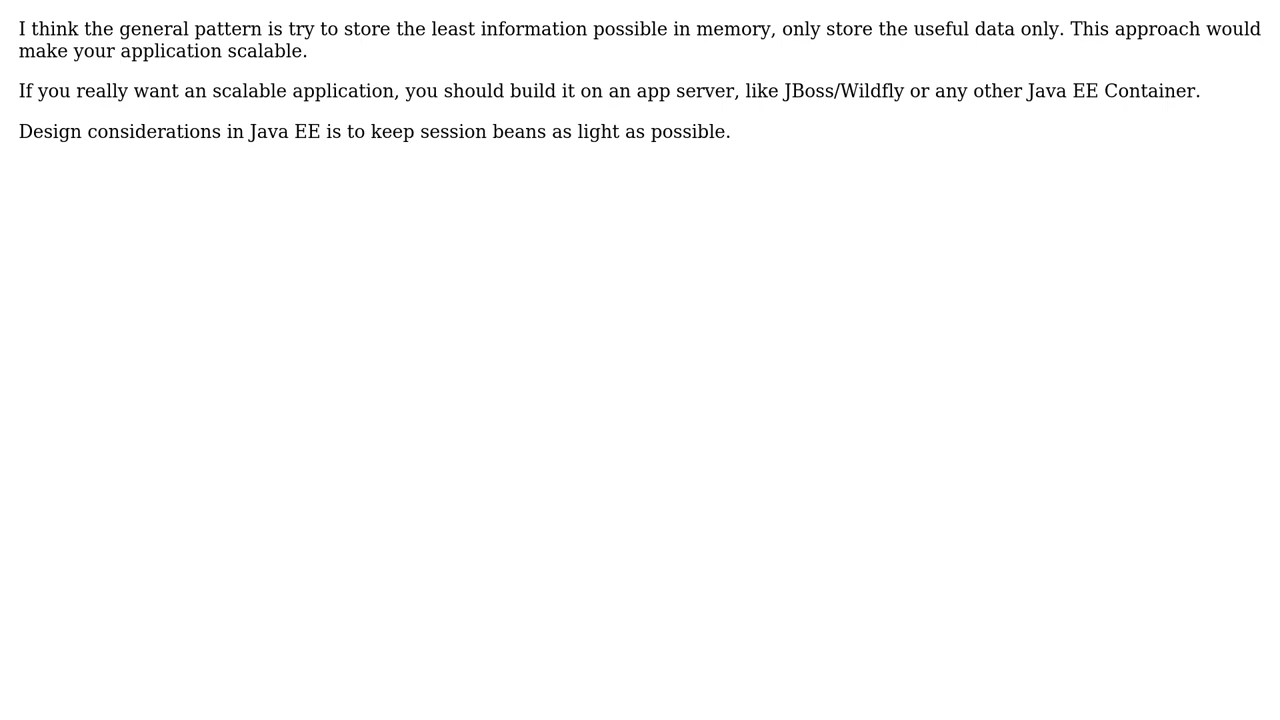 I think the general pattern is try to store the least information possible in memory, only store the useful data only. This approach would
make your application scalable.
If you really want an scalable application, you should build it on an app server, like JBoss/Wildfly or any other Java EE Container.
Design considerations in Java EE is to keep session beans as light as possible.